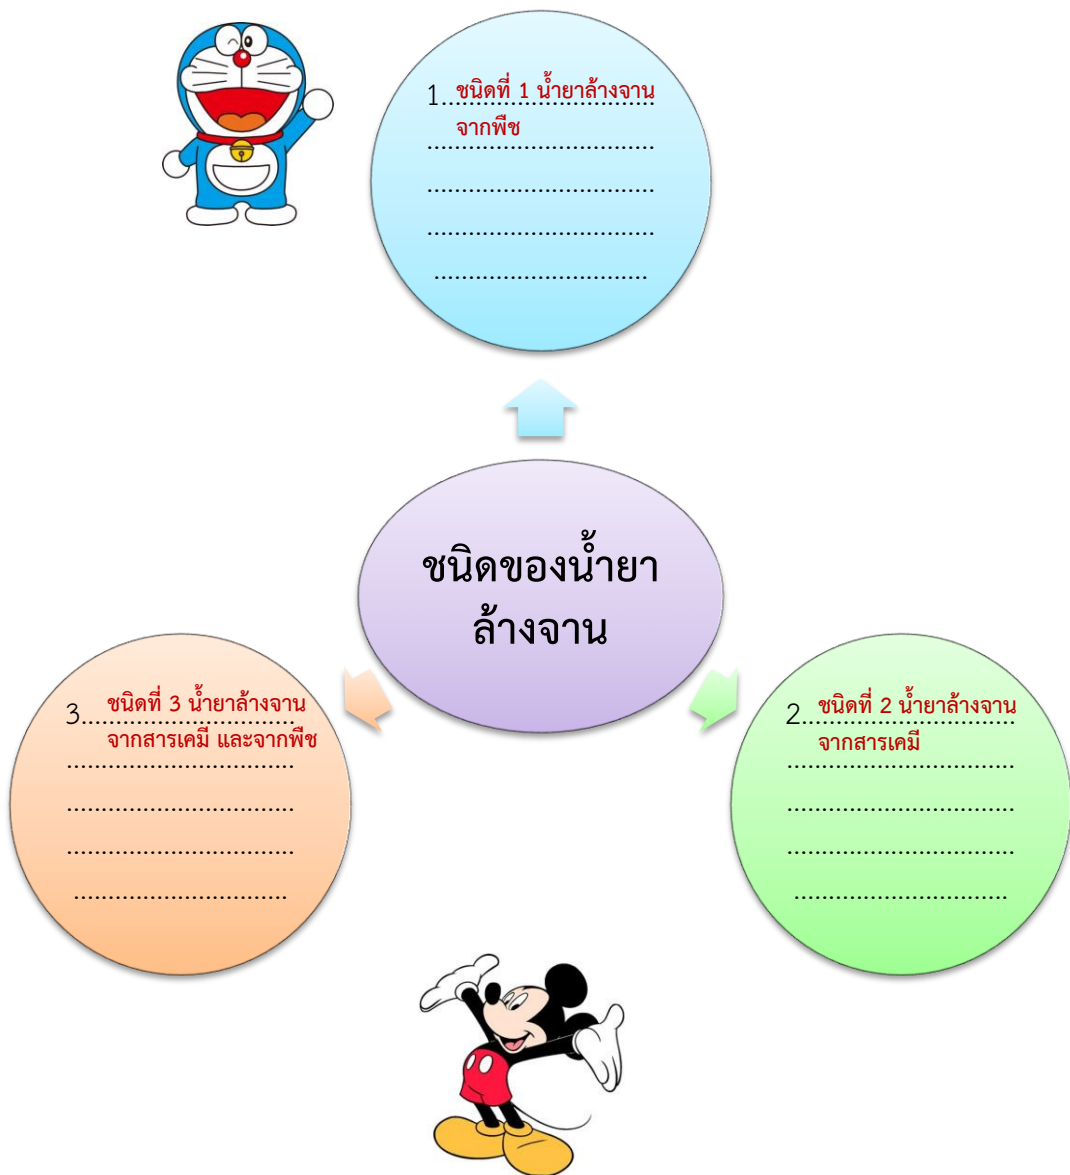 1. ชนิดที่ 1 น้ำยาล้างจาน
จากพืช
ชนิดของน้ำยา
ล้างจาน
3. ชนิดที่ 3 น้ำยาล้างจาน
จากสารเคมี และจากพืช
2. ชนิดที่ 2 น้ำยาล้างจาน
จากสารเคมี